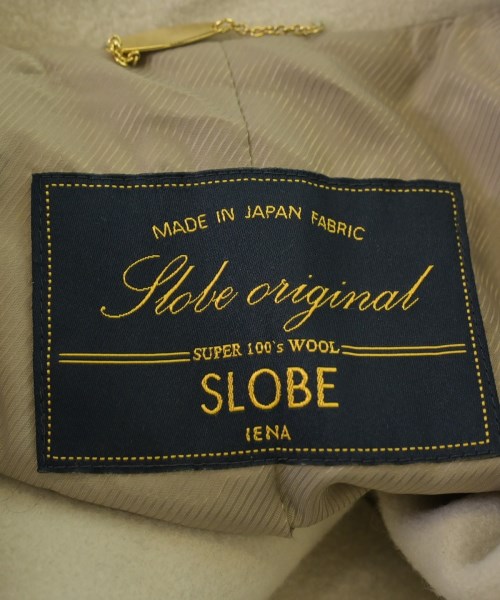 MADE IN JAPAN FABRIC
Slobe original
SUPER 100's WOOL
SLOBE
IENA